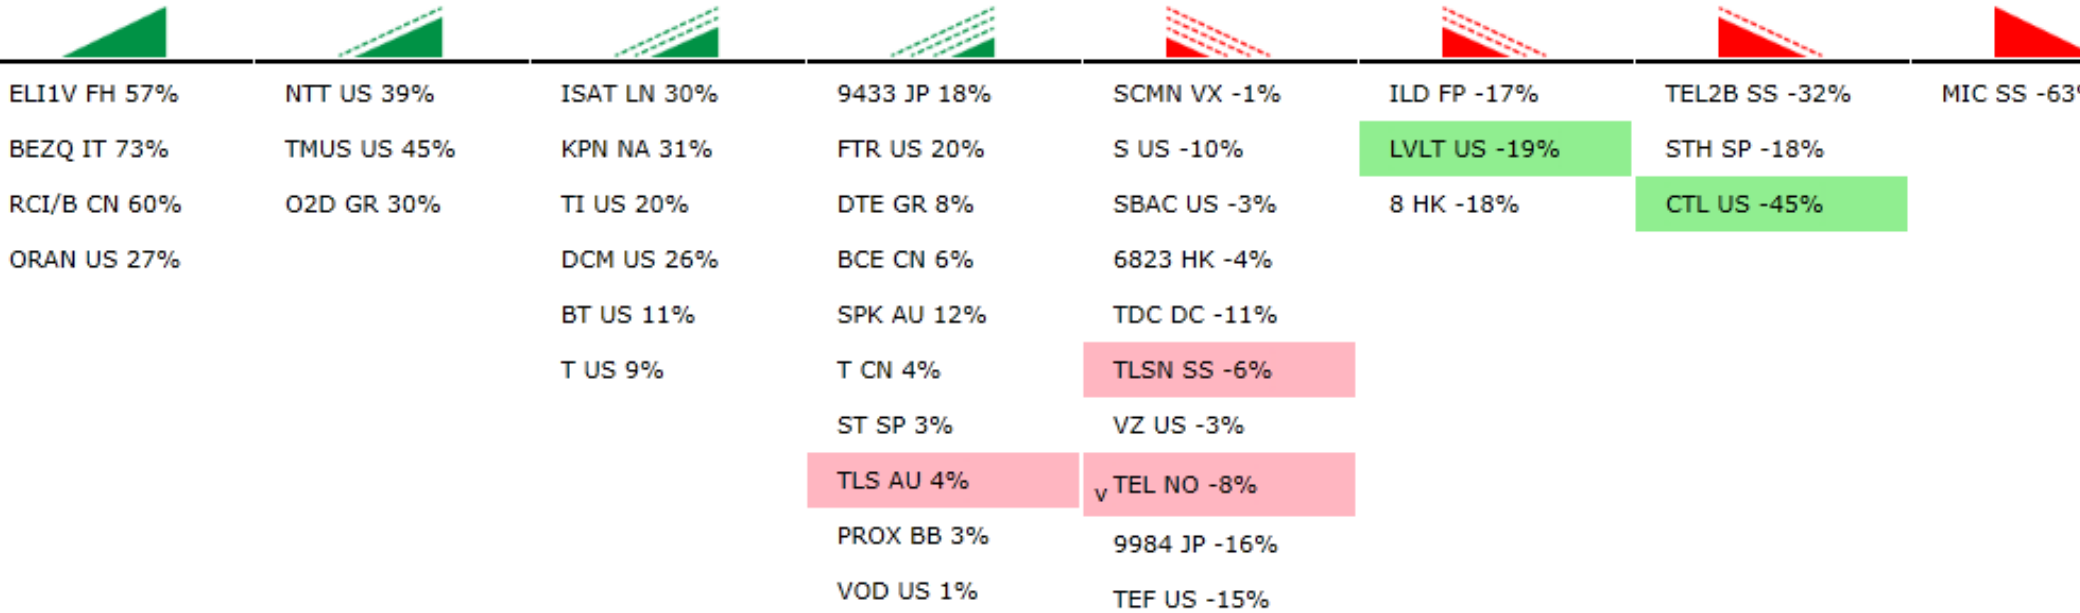 ELI1V FH 57% NTT US 39% ISAT LN 30% 9433 JP 18% SCMN VX -1% ILD FP -17% TEL2B SS -32% MIC SS -63%
BEZQ IT 73% TMUS US 45% KPN NA 31% FTR US 20% S US -10% LVLT US -19% STH SP -18%
RCI/B CN 60% O2D GR 30% TI US 20% DTE GR 8% SBAC US -3% 8 HK -18% CTL US -45%
ORAN US 27% DCM US 26% BCE CN 6% 6823 HK -4%
BT US 11% SPK AU 12% TDC DC -11%
T US 9% T CN 4% TLSN SS -6%
ST SP 3% VZ US -3%
TLS AU 4% v TEL NO -8%
PROX BB 3% 9984 JP -16%
VOD US 1% TEF US -15%